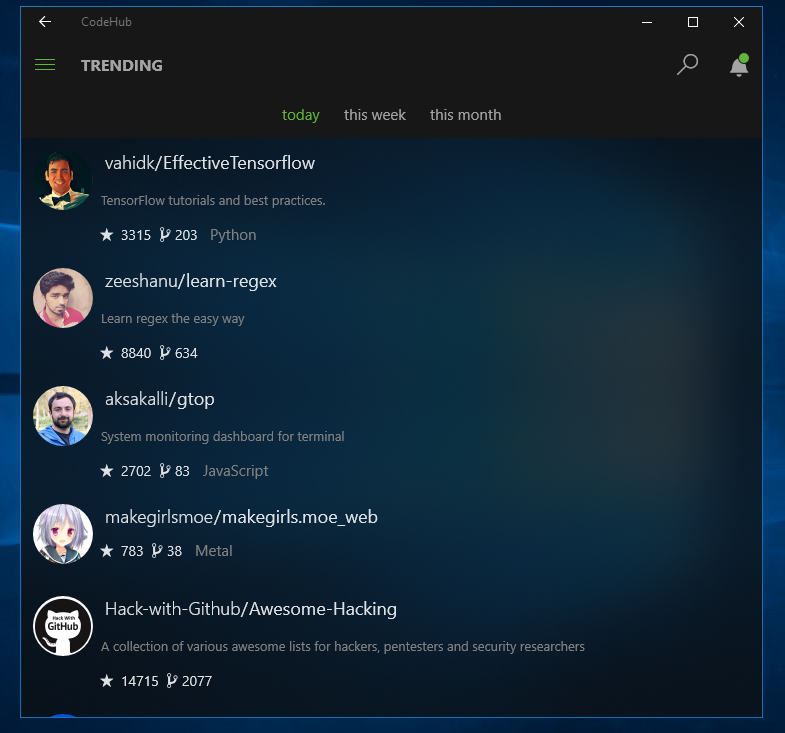 CodeHub
TRENDING
today this week this month
vahidk/EffectiveTensorflow
TensorFlow tutorials and best practices.
3315 203 Python
zeeshanu/learn-regex
Learn regex the easy way
8840 634
aksakalli/gtop
System monitoring dashboard for terminal
2702 83 JavaScript
makegirlsmoe/makegirls.moe_web
783 38 Metal
Hack-with-Github/Awesome-Hacking
Hack With
GitHub
A collection of various awesome lists for hackers, pentesters and security researchers
14715 2077